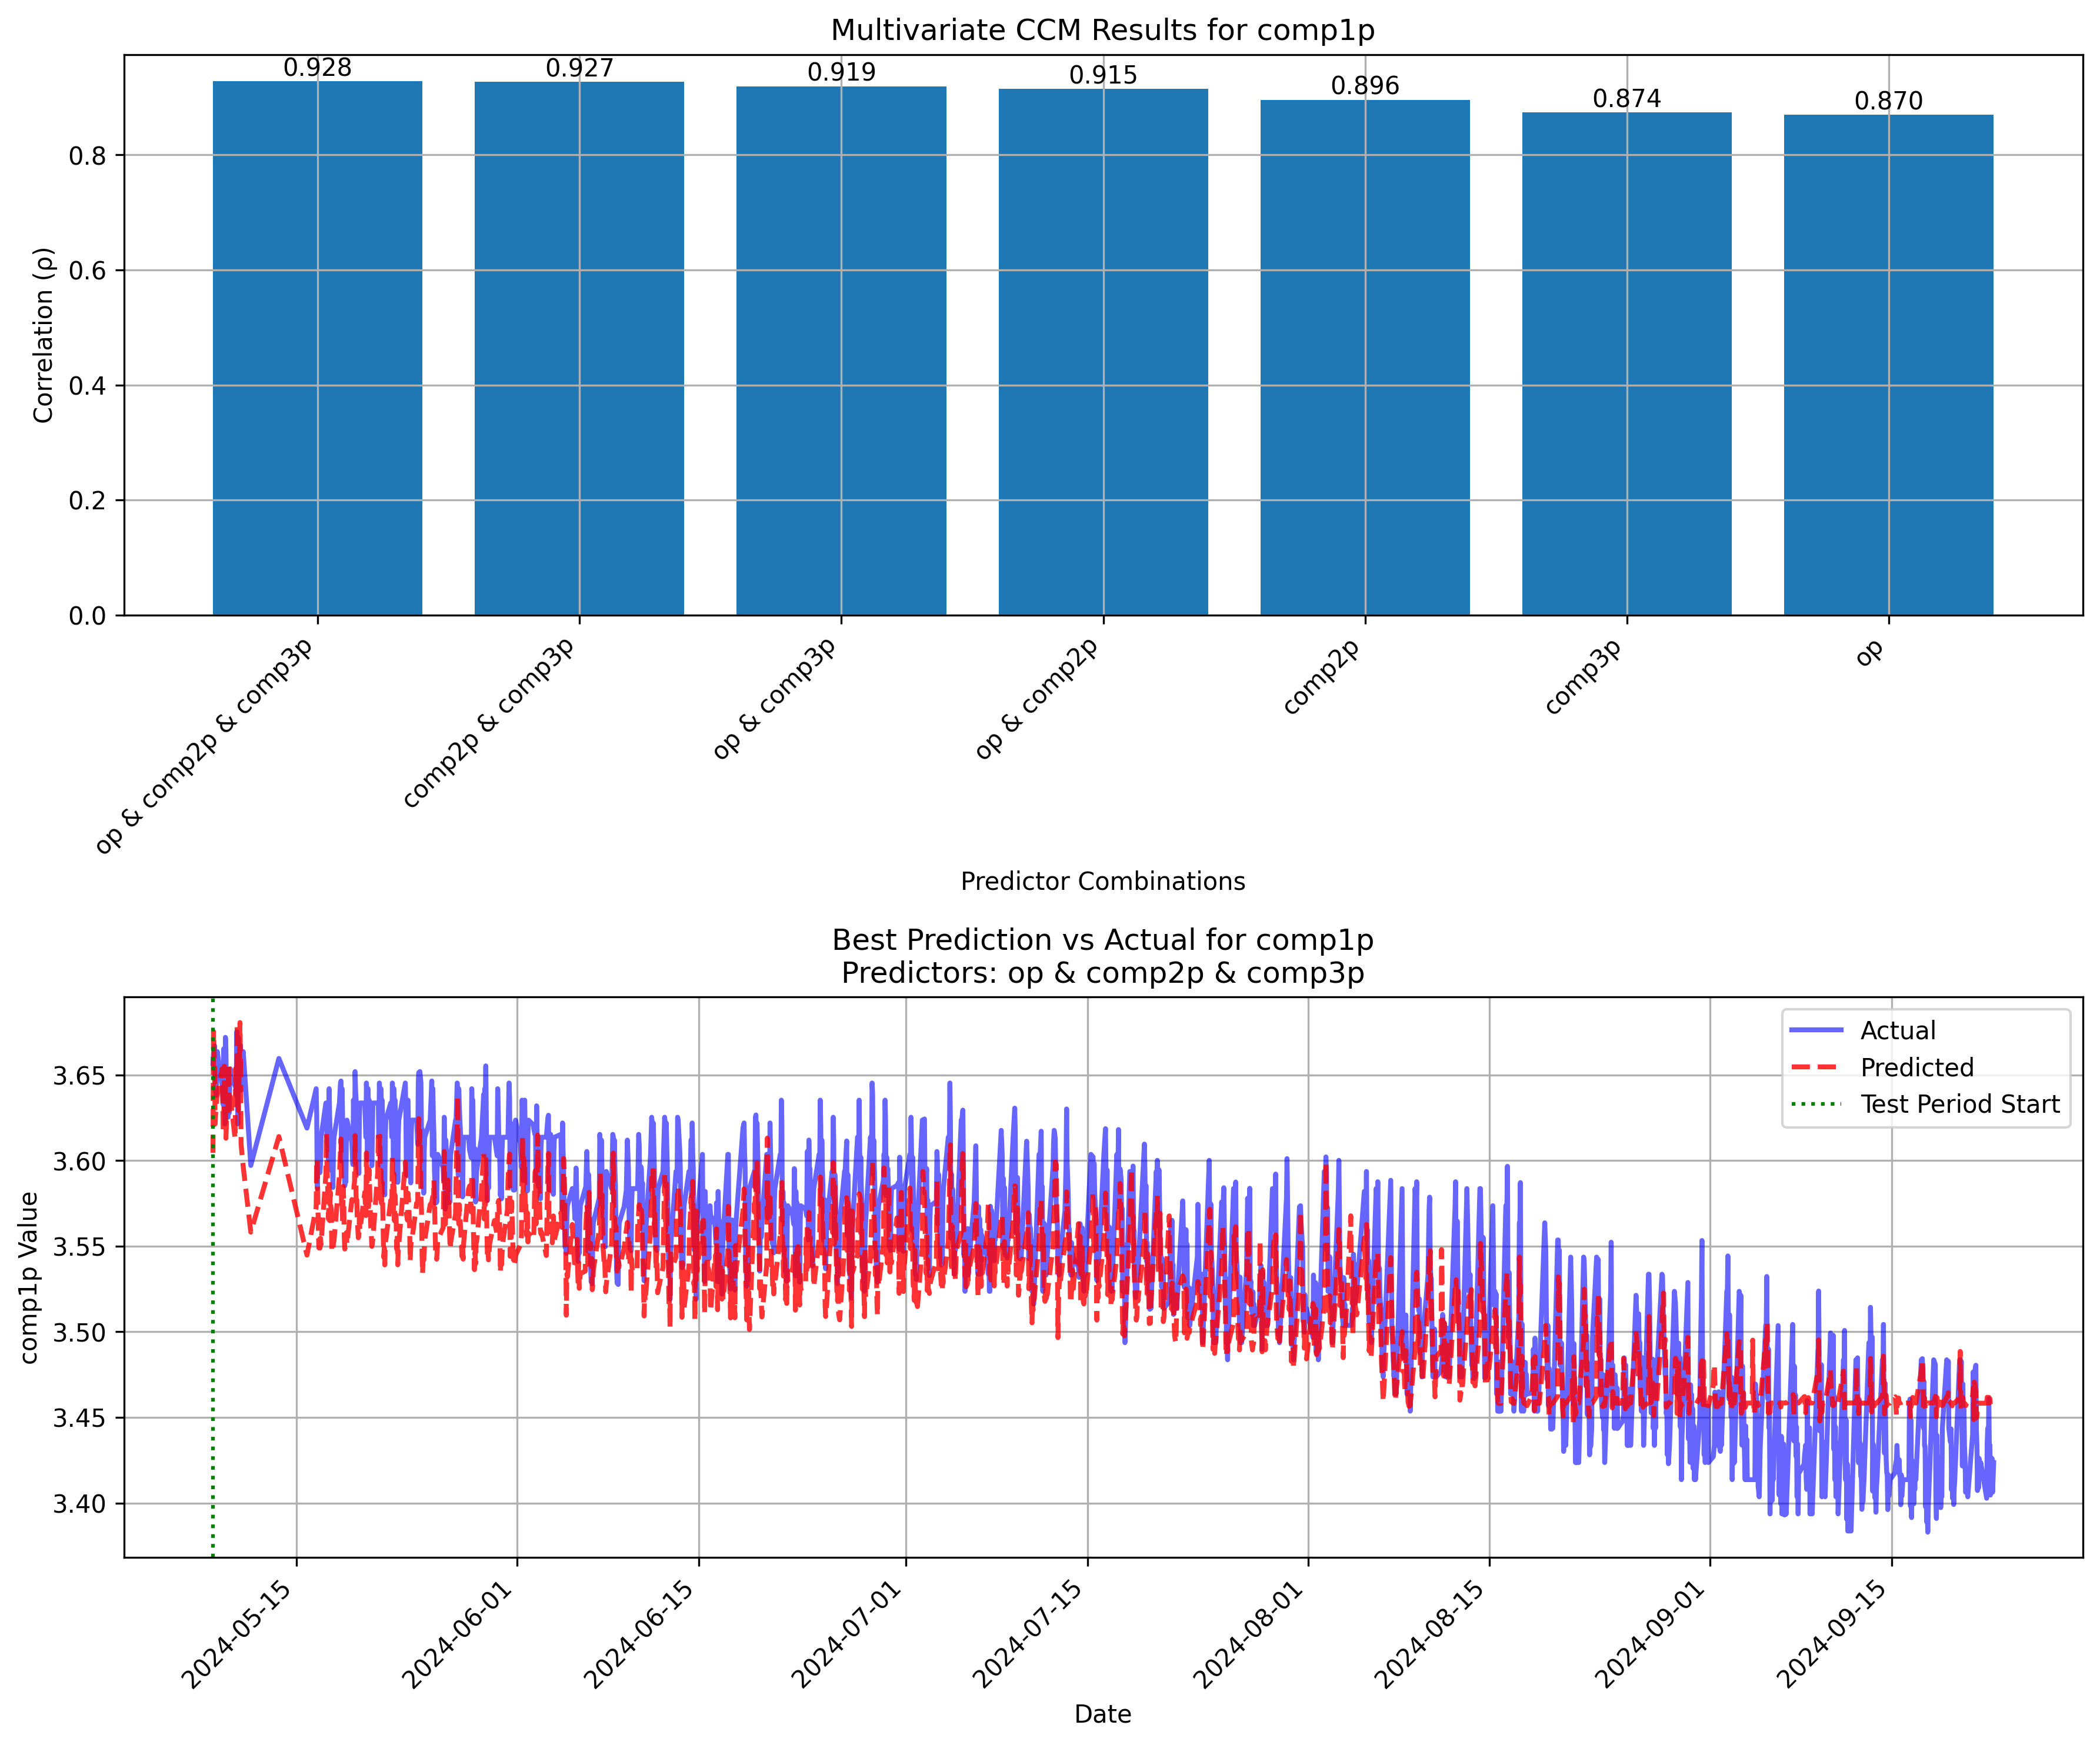 Multivariate CCM Results for comp1p
0.928
0.927
0.919
0.915
0.896
0.874
0.870
Correlation (ρ)
0.8
0.6
0.4
0.2
0.0
op & comp2p & comp3p
comp2p & comp3p
op & comp3p
op & comp2p
comp2p
comp3p
op
Predictor Combinations
Best Prediction vs Actual for comp1p
Predictors: op & comp2p & comp3p
Actual
Predicted
Test Period Start
comp1p Value
3.65
3.60
3.55
3.50
3.45
3.40
2024-05-15
2024-06-01
2024-06-15
2024-07-01
2024-07-15
2024-08-01
2024-08-15
2024-09-01
2024-09-15
Date